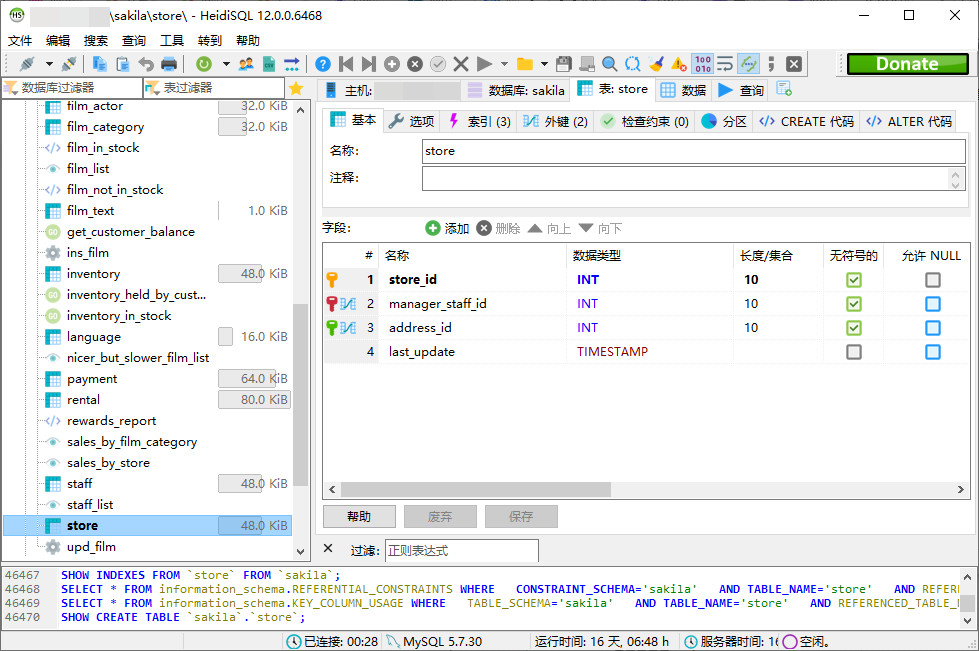 \sakila\store\ - HeidiSQL 12.0.0.6468
文件 编辑 搜索 查询 工具 转到 帮助
Donate
数据库过滤器 表过滤器
主机: 数据库: sakila 表: store 数据 查询
film_actor 32.0 KiB
film_category 32.0 KiB
film_in_stock
film_list
film_not_in_stock
film_text 1.0 KiB
get_customer_balance
ins_film
inventory 48.0 KiB
inventory_held_by_cust...
inventory_in_stock
language 16.0 KiB
nicer_but_slower_film_list
payment 64.0 KiB
rental 80.0 KiB
rewards_report
sales_by_film_category
sales_by_store
staff 48.0 KiB
staff_list
store 48.0 KiB
upd_film
基本 选项 索引 (3) 外键 (2) 检查约束 (0) 分区 CREATE 代码 ALTER 代码
名称: store
注释:
字段: 添加 删除 向上 向下
# 名称 数据类型 长度/集合 无符号的 允许 NULL
1 store_id INT 10
2 manager_staff_id INT 10
3 address_id INT 10
4 last_update TIMESTAMP
帮助 废弃 保存
过滤: 正则表达式
46467 SHOW INDEXES FROM `store` FROM `sakila`;
46468 SELECT * FROM information_schema.REFERENTIAL_CONSTRAINTS WHERE CONSTRAINT_SCHEMA='sakila' AND TABLE_NAME='store' AND REFERE
46469 SELECT * FROM information_schema.KEY_COLUMN_USAGE WHERE TABLE_SCHEMA='sakila' AND TABLE_NAME='store' AND REFERENCED_TABLE_N
46470 SHOW CREATE TABLE `sakila`.`store`;
已连接: 00:28 MySQL 5.7.30 运行时间: 16 天, 06:48 h 服务器时间: 16 空闲。